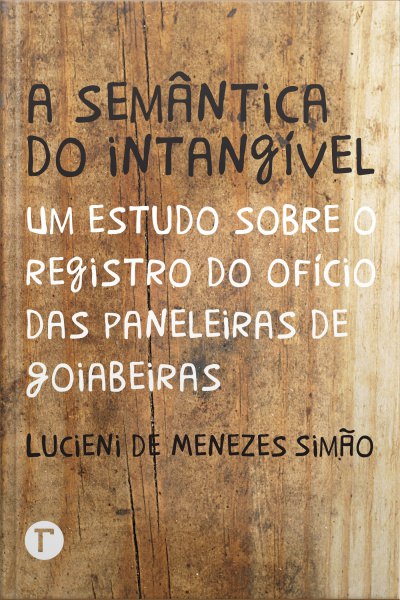 A SEMÂNTICA
DO INTANGÍVEL
UM ESTUDO SOBRE O
REGISTRO DO OFÍCIO
DAS PANELEIRAS DE
GOIABEIRAS
LUCIENI DE MENEZES SIMÃO
T